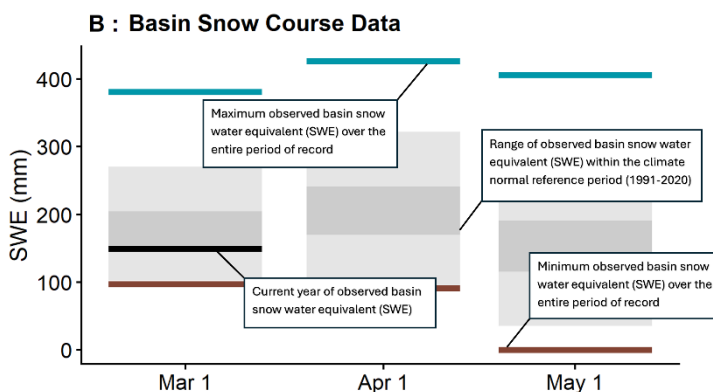 B : Basin Snow Course Data
SWE (mm)
400
300
200
100
0
Maximum observed basin snow
water equivalent (SWE) over the
entire period of record
Range of observed basin snow water
equivalent (SWE) within the climate
normal reference period (1991-2020)
Current year of observed basin
snow water equivalent (SWE)
Minimum observed basin snow
water equivalent (SWE) over the
entire period of record
Mar 1
Apr 1
May 1